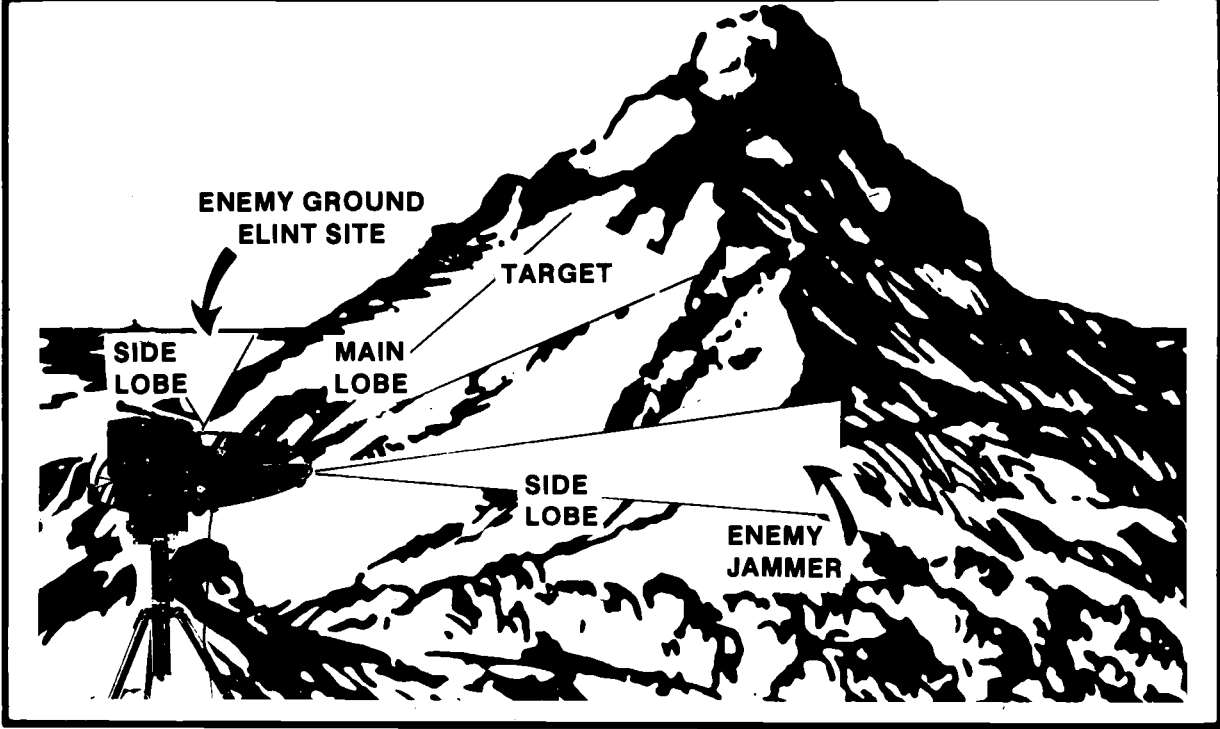 ENEMY GROUND
ELINT SITE
TARGET
SIDE
LOBE
MAIN
LOBE
SIDE
LOBE
ENEMY
JAMMER